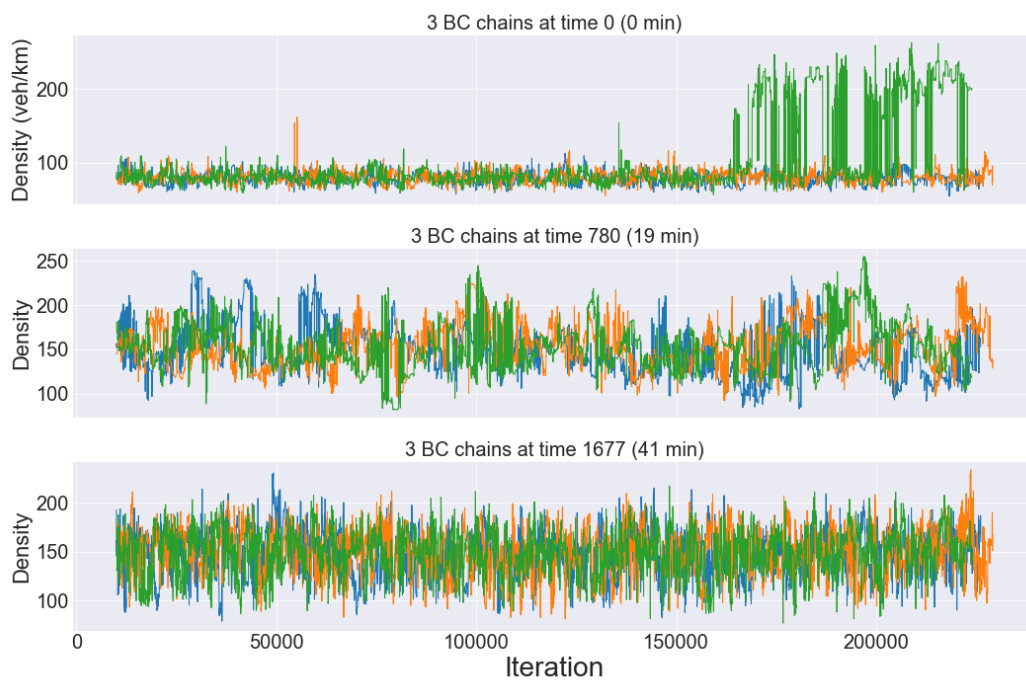 3 BC chains at time 0 (0 min)
Density (veh/km)
200
100
3 BC chains at time 780 (19 min)
Density
250
200
150
100
3 BC chains at time 1677 (41 min)
Density
200
150
100
0
50000
100000
150000
200000
Iteration